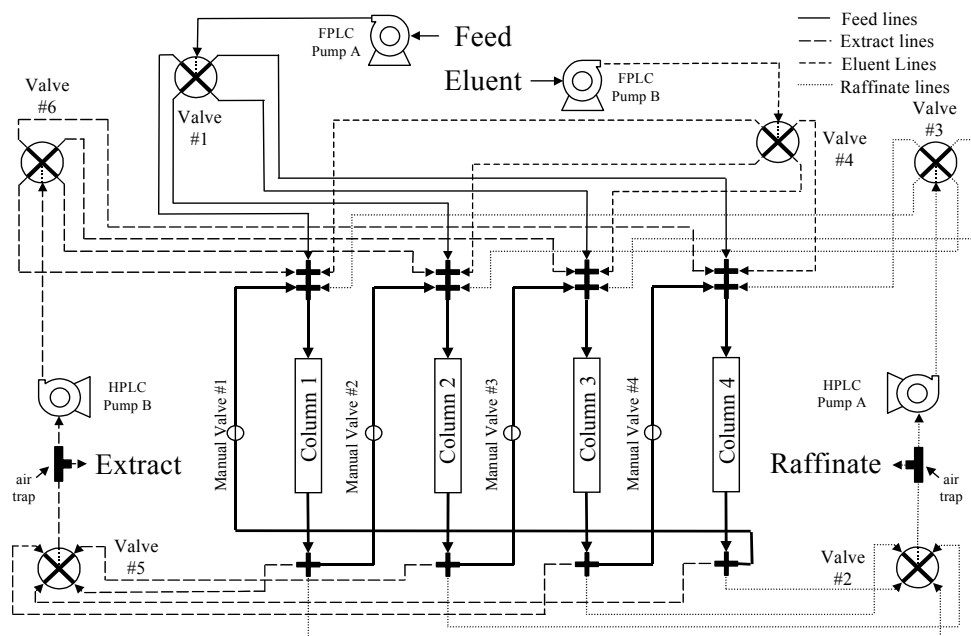 FPLC
Pump A
Feed
Eluent
FPLC
Pump B
Feed lines
Extract lines
Eluent Lines
Raffinate lines
Valve
#6
Valve
#1
Valve
#4
Valve
#3
HPLC
Pump B
Manual Valve #1
Column 1
Manual Valve #2
Column 2
Manual Valve #3
Column 3
Manual Valve #4
Column 4
HPLC
Pump A
air
trap
Extract
Raffinate
air
trap
Valve
#5
Valve
#2